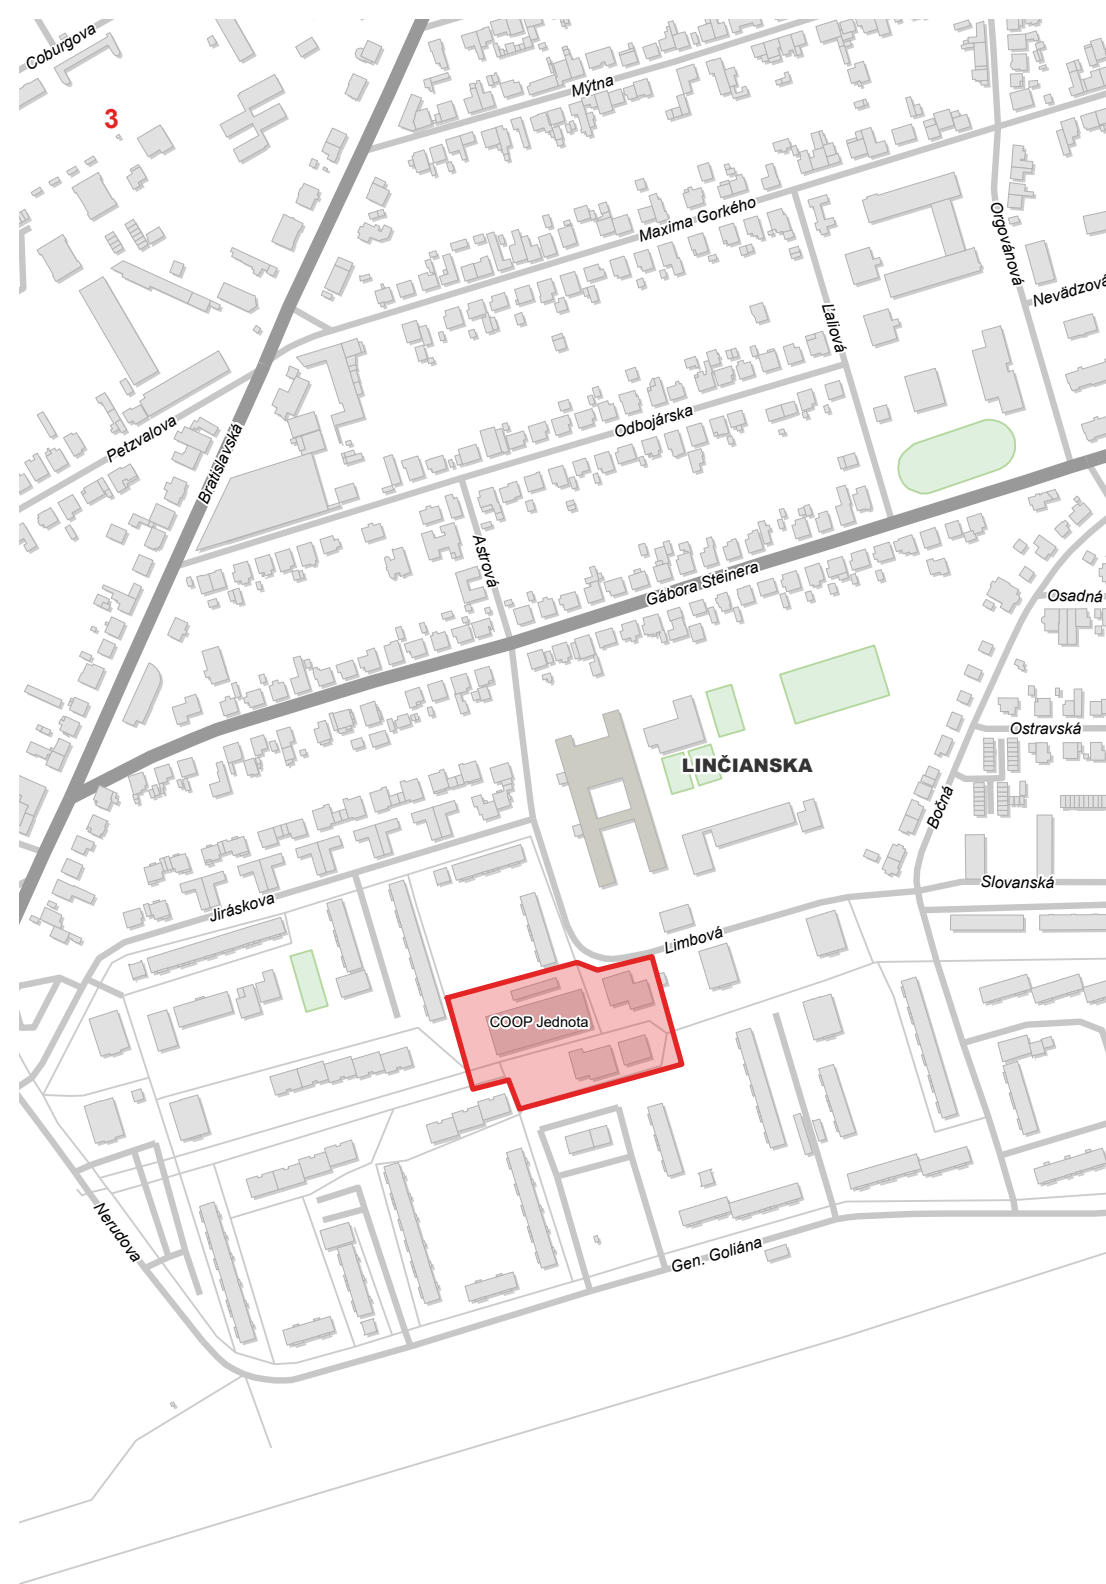 Coburgova
Mýtna
3
Maxima Gorkého
Orgovánová
Nevädzová
Ľaliová
Odbojárska
Petzvalova
Bratislavská
Astrová
Gábora Steinera
Osadná
Ostravská
LINČIANSKA
Bočná
Slovanská
Jiráskova
Limbová
COOP Jednota
Nerudova
Gen. Goliána